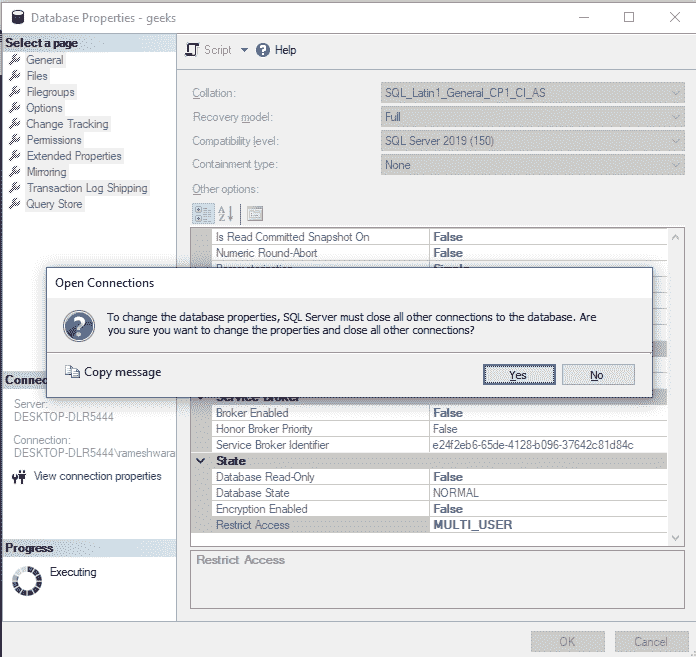 Database Properties - geeks
Select a page
General
Files
Filegroups
Options
Change Tracking
Permissions
Extended Properties
Mirroring
Transaction Log Shipping
Query Store
Script
Help
Collation: SQL_Latin1_General_CP1_CI_AS
Recovery model: Full
Compatibility level: SQL Server 2019 (150)
Containment type: None
Other options:
Is Read Committed Snapshot On False
Numeric Round-Abort False
Open Connections
To change the database properties, SQL Server must close all other connections to the database. Are
you sure you want to change the properties and close all other connections?
Copy message
Yes
No
Server:
DESKTOP-DLR5444
Connection:
DESKTOP-DLR5444\rameshwara
View connection properties
Progress
Executing
Service Broker
Broker Enabled False
Honor Broker Priority False
Service Broker Identifier e24f2eb6-65de-4128-b096-37642c81d84c
State
Database Read-Only False
Database State NORMAL
Encryption Enabled False
Restrict Access MULTI_USER
Restrict Access
OK
Cancel